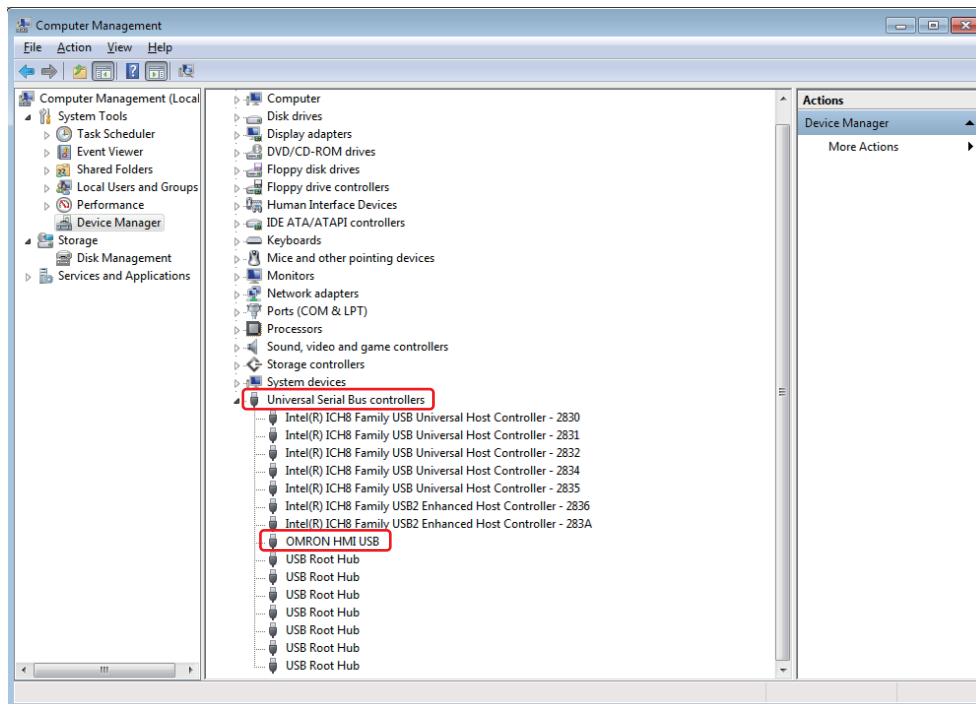 Computer Management
File Action View Help
Computer Management (Local
System Tools
Task Scheduler
Event Viewer
Shared Folders
Local Users and Groups
Performance
Device Manager
Storage
Disk Management
Services and Applications
Computer
Disk drives
Display adapters
DVD/CD-ROM drives
Floppy disk drives
Floppy drive controllers
Human Interface Devices
IDE ATA/ATAPI controllers
Keyboards
Mice and other pointing devices
Monitors
Network adapters
Ports (COM & LPT)
Processors
Sound, video and game controllers
Storage controllers
System devices
Universal Serial Bus controllers
Intel(R) ICH8 Family USB Universal Host Controller - 2830
Intel(R) ICH8 Family USB Universal Host Controller - 2831
Intel(R) ICH8 Family USB Universal Host Controller - 2832
Intel(R) ICH8 Family USB Universal Host Controller - 2834
Intel(R) ICH8 Family USB Universal Host Controller - 2835
Intel(R) ICH8 Family USB2 Enhanced Host Controller - 2836
Intel(R) ICH8 Family USB2 Enhanced Host Controller - 283A
OMRON HMI USB
USB Root Hub
USB Root Hub
USB Root Hub
USB Root Hub
USB Root Hub
USB Root Hub
USB Root Hub
Actions
Device Manager
More Actions